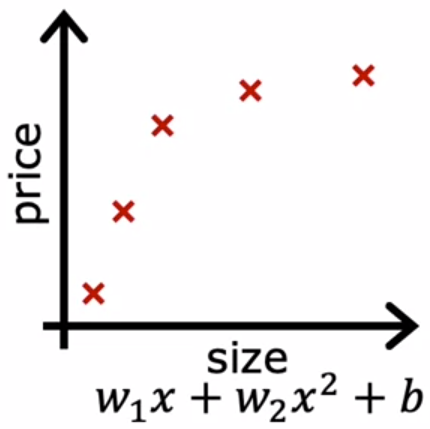 price
size
w₁x + w₂x² + b